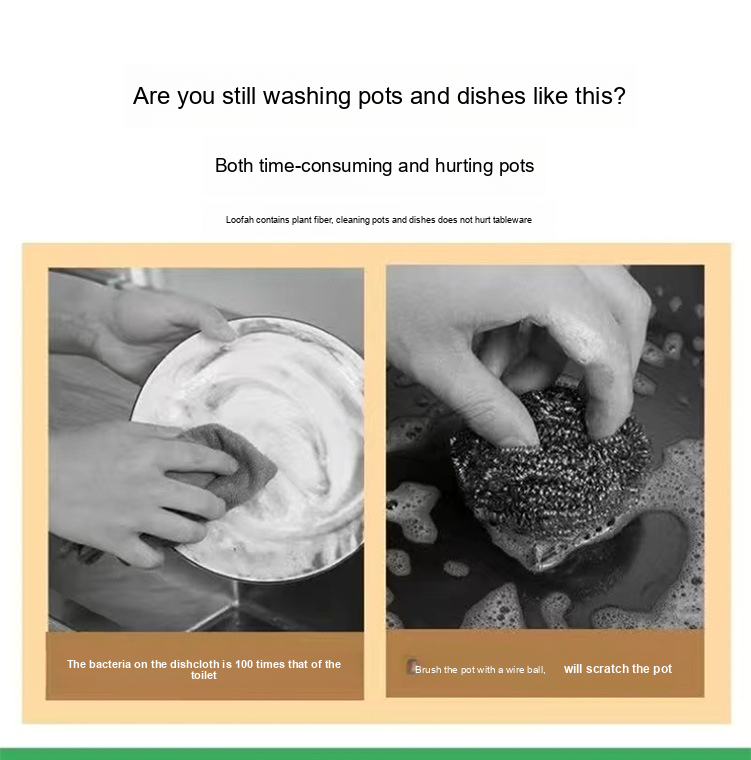 Are you still washing pots and dishes like this?
Both time-consuming and hurting pots
Loofah contains plant fiber, cleaning pots and dishes does not hurt tableware
The bacteria on the dishcloth is 100 times that of the
toilet
Brush the pot with a wire ball, will scratch the pot